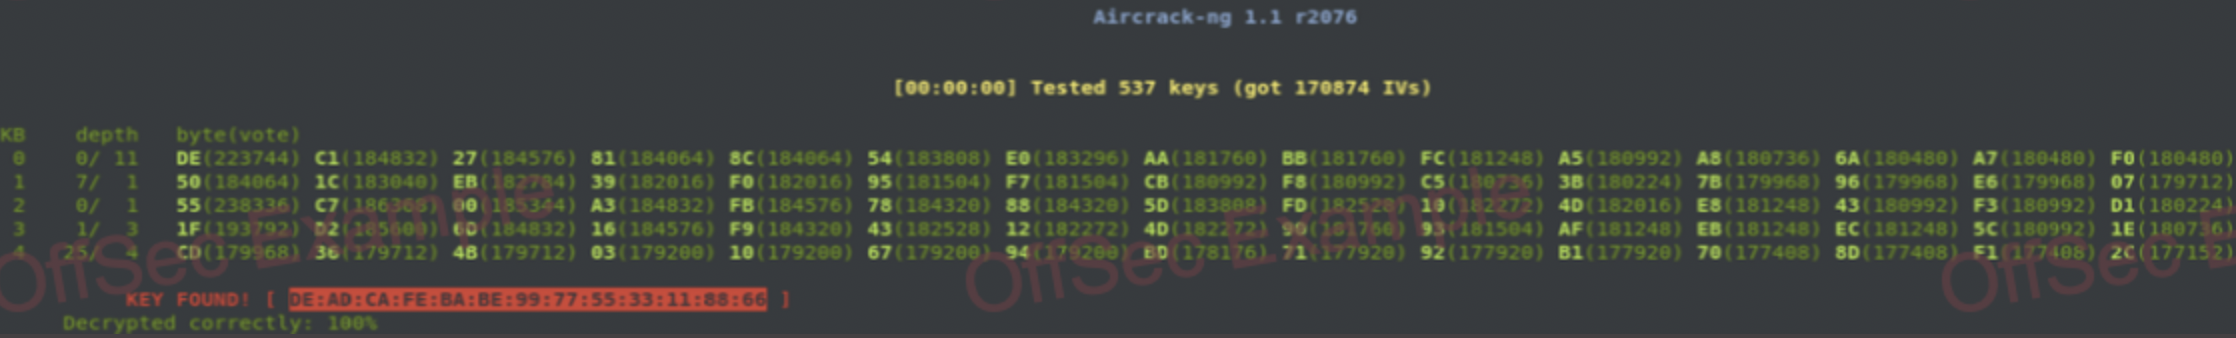 Aircrack-ng 1.1 r2076
[00:00:00] Tested 537 keys (got 170874 IVs)
KB depth byte(vote)
0 0/ 11 DE(223744) C1(184832) 27(184576) 81(184064) 8C(184064) 54(183808) E0(183296) AA(181760) BB(181760) FC(181248) A5(180992) A8(180736) 6A(180480) A7(180480) F0(180480)
1 7/ 1 50(184064) 1C(183040) EB(182784) 39(182016) F0(182016) 95(181504) F7(181504) CB(180992) F8(180992) C5(180736) 3B(180224) 7B(179968) 96(179968) E6(179968) 07(179712)
2 0/ 1 55(238336) C7(186368) 00(185344) A3(184832) FB(184576) 78(184320) 88(184320) 5D(183808) FD(182528) 10(182272) 4D(182016) E8(181248) 43(180992) F3(180992) D1(180224)
3 1/ 3 1F(193792) D2(185600) 6D(184832) 16(184576) F9(184320) 43(182528) 12(182272) 4D(182272) 90(181760) 93(181504) AF(181248) EB(181248) EC(181248) 5C(180992) 1E(180736)
4 25/ 4 CD(179968) 36(179712) 4B(179712) 03(179200) 10(179200) 67(179200) 94(179200) BD(178176) 71(177920) 92(177920) B1(177920) 70(177408) 8D(177408) F1(177408) 2C(177152)
KEY FOUND! [ DE:AD:CA:FE:BA:BE:99:77:55:33:11:88:66 ]
Decrypted correctly: 100%
OffSec Example
OffSec Example
OffSec E